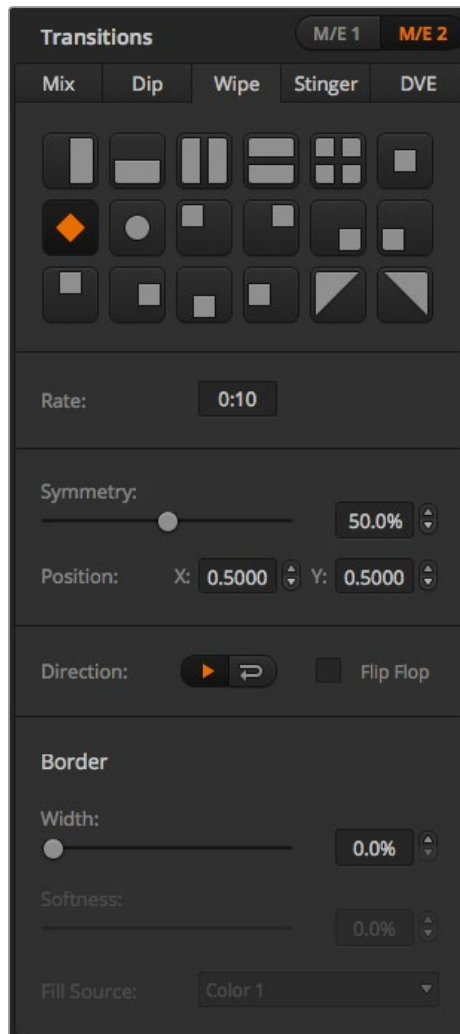 Transitions M/E 1 M/E 2
Mix Dip Wipe Stinger DVE
Rate: 0:10
Symmetry:
50.0%
Position: X: 0.5000 Y: 0.5000
Direction: Flip Flop
Border
Width:
0.0%
Softness:
0.0%
Fill Source: Color 1